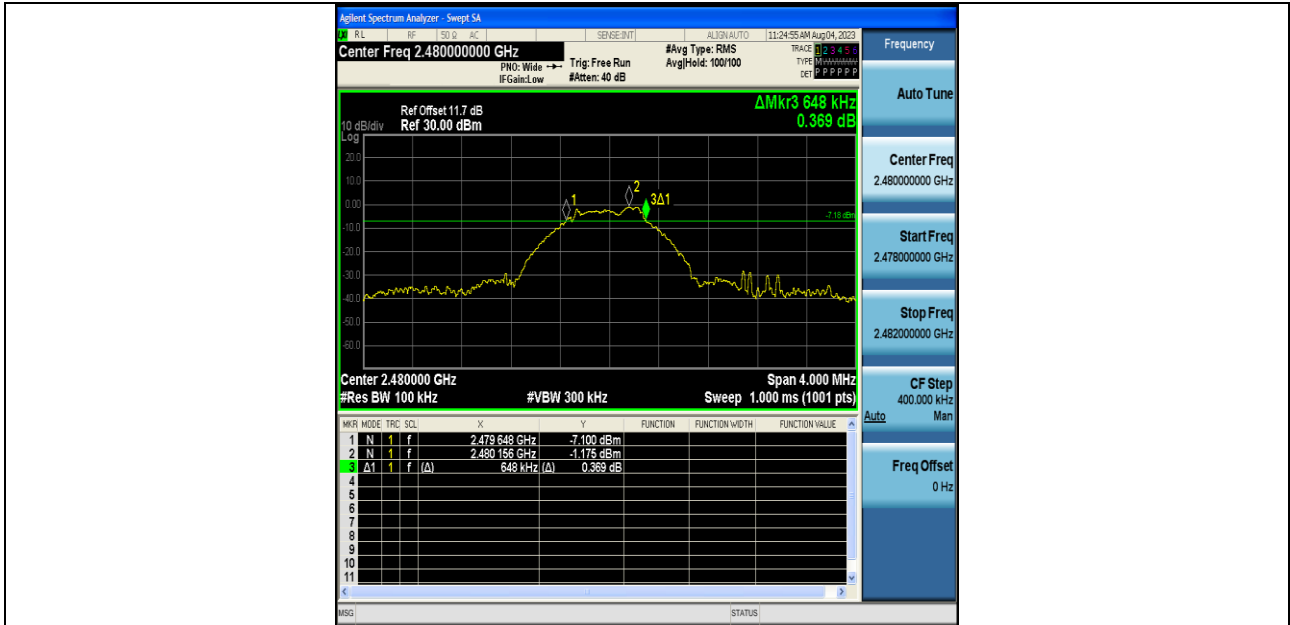 Agilent Spectrum Analyzer - Swept SA
RL RF 50 Ω AC SENSE:INT ALIGN AUTO 11:24:55 AM Aug 04, 2023
Center Freq 2.480000000 GHz
PNO: Wide
IFGain:Low
Trig: Free Run
#Atten: 40 dB
#Avg Type: RMS
Avg|Hold: 100/100
TRACE 1 2 3 4 5 6
TYPE M
DET P P P P P P
ΔMkr3 648 kHz
0.369 dB
Ref Offset 11.7 dB
10 dB/div Ref 30.00 dBm
Log
20.0
10.0
0.00
-10.0
-20.0
-30.0
-40.0
-50.0
-60.0
1
2
3Δ1
-7.18 dBm
Center 2.480000 GHz Span 4.000 MHz
#Res BW 100 kHz #VBW 300 kHz Sweep 1.000 ms (1001 pts)
MKR MODE TRC SCL X Y FUNCTION FUNCTION WIDTH FUNCTION VALUE
1 N 1 f 2.479 648 GHz -7.100 dBm
2 N 1 f 2.480 156 GHz -1.175 dBm
3 Δ1 1 f (Δ) 648 kHz (Δ) 0.369 dB
4
5
6
7
8
9
10
11
MSG STATUS
Frequency
Auto Tune
Center Freq
2.480000000 GHz
Start Freq
2.478000000 GHz
Stop Freq
2.482000000 GHz
CF Step
400.000 kHz
Auto Man
Freq Offset
0 Hz